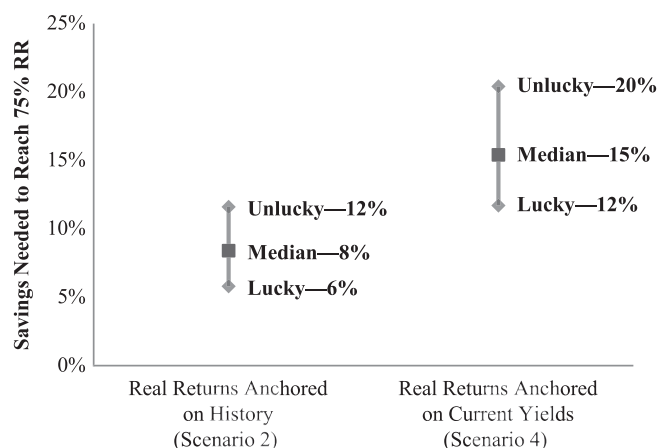 Savings Needed to Reach 75% RR
25%
20%
15%
10%
5%
0%
Unlucky—12%
Median—8%
Lucky—6%
Unlucky—20%
Median—15%
Lucky—12%
Real Returns Anchored
on History
(Scenario 2)
Real Returns Anchored
on Current Yields
(Scenario 4)